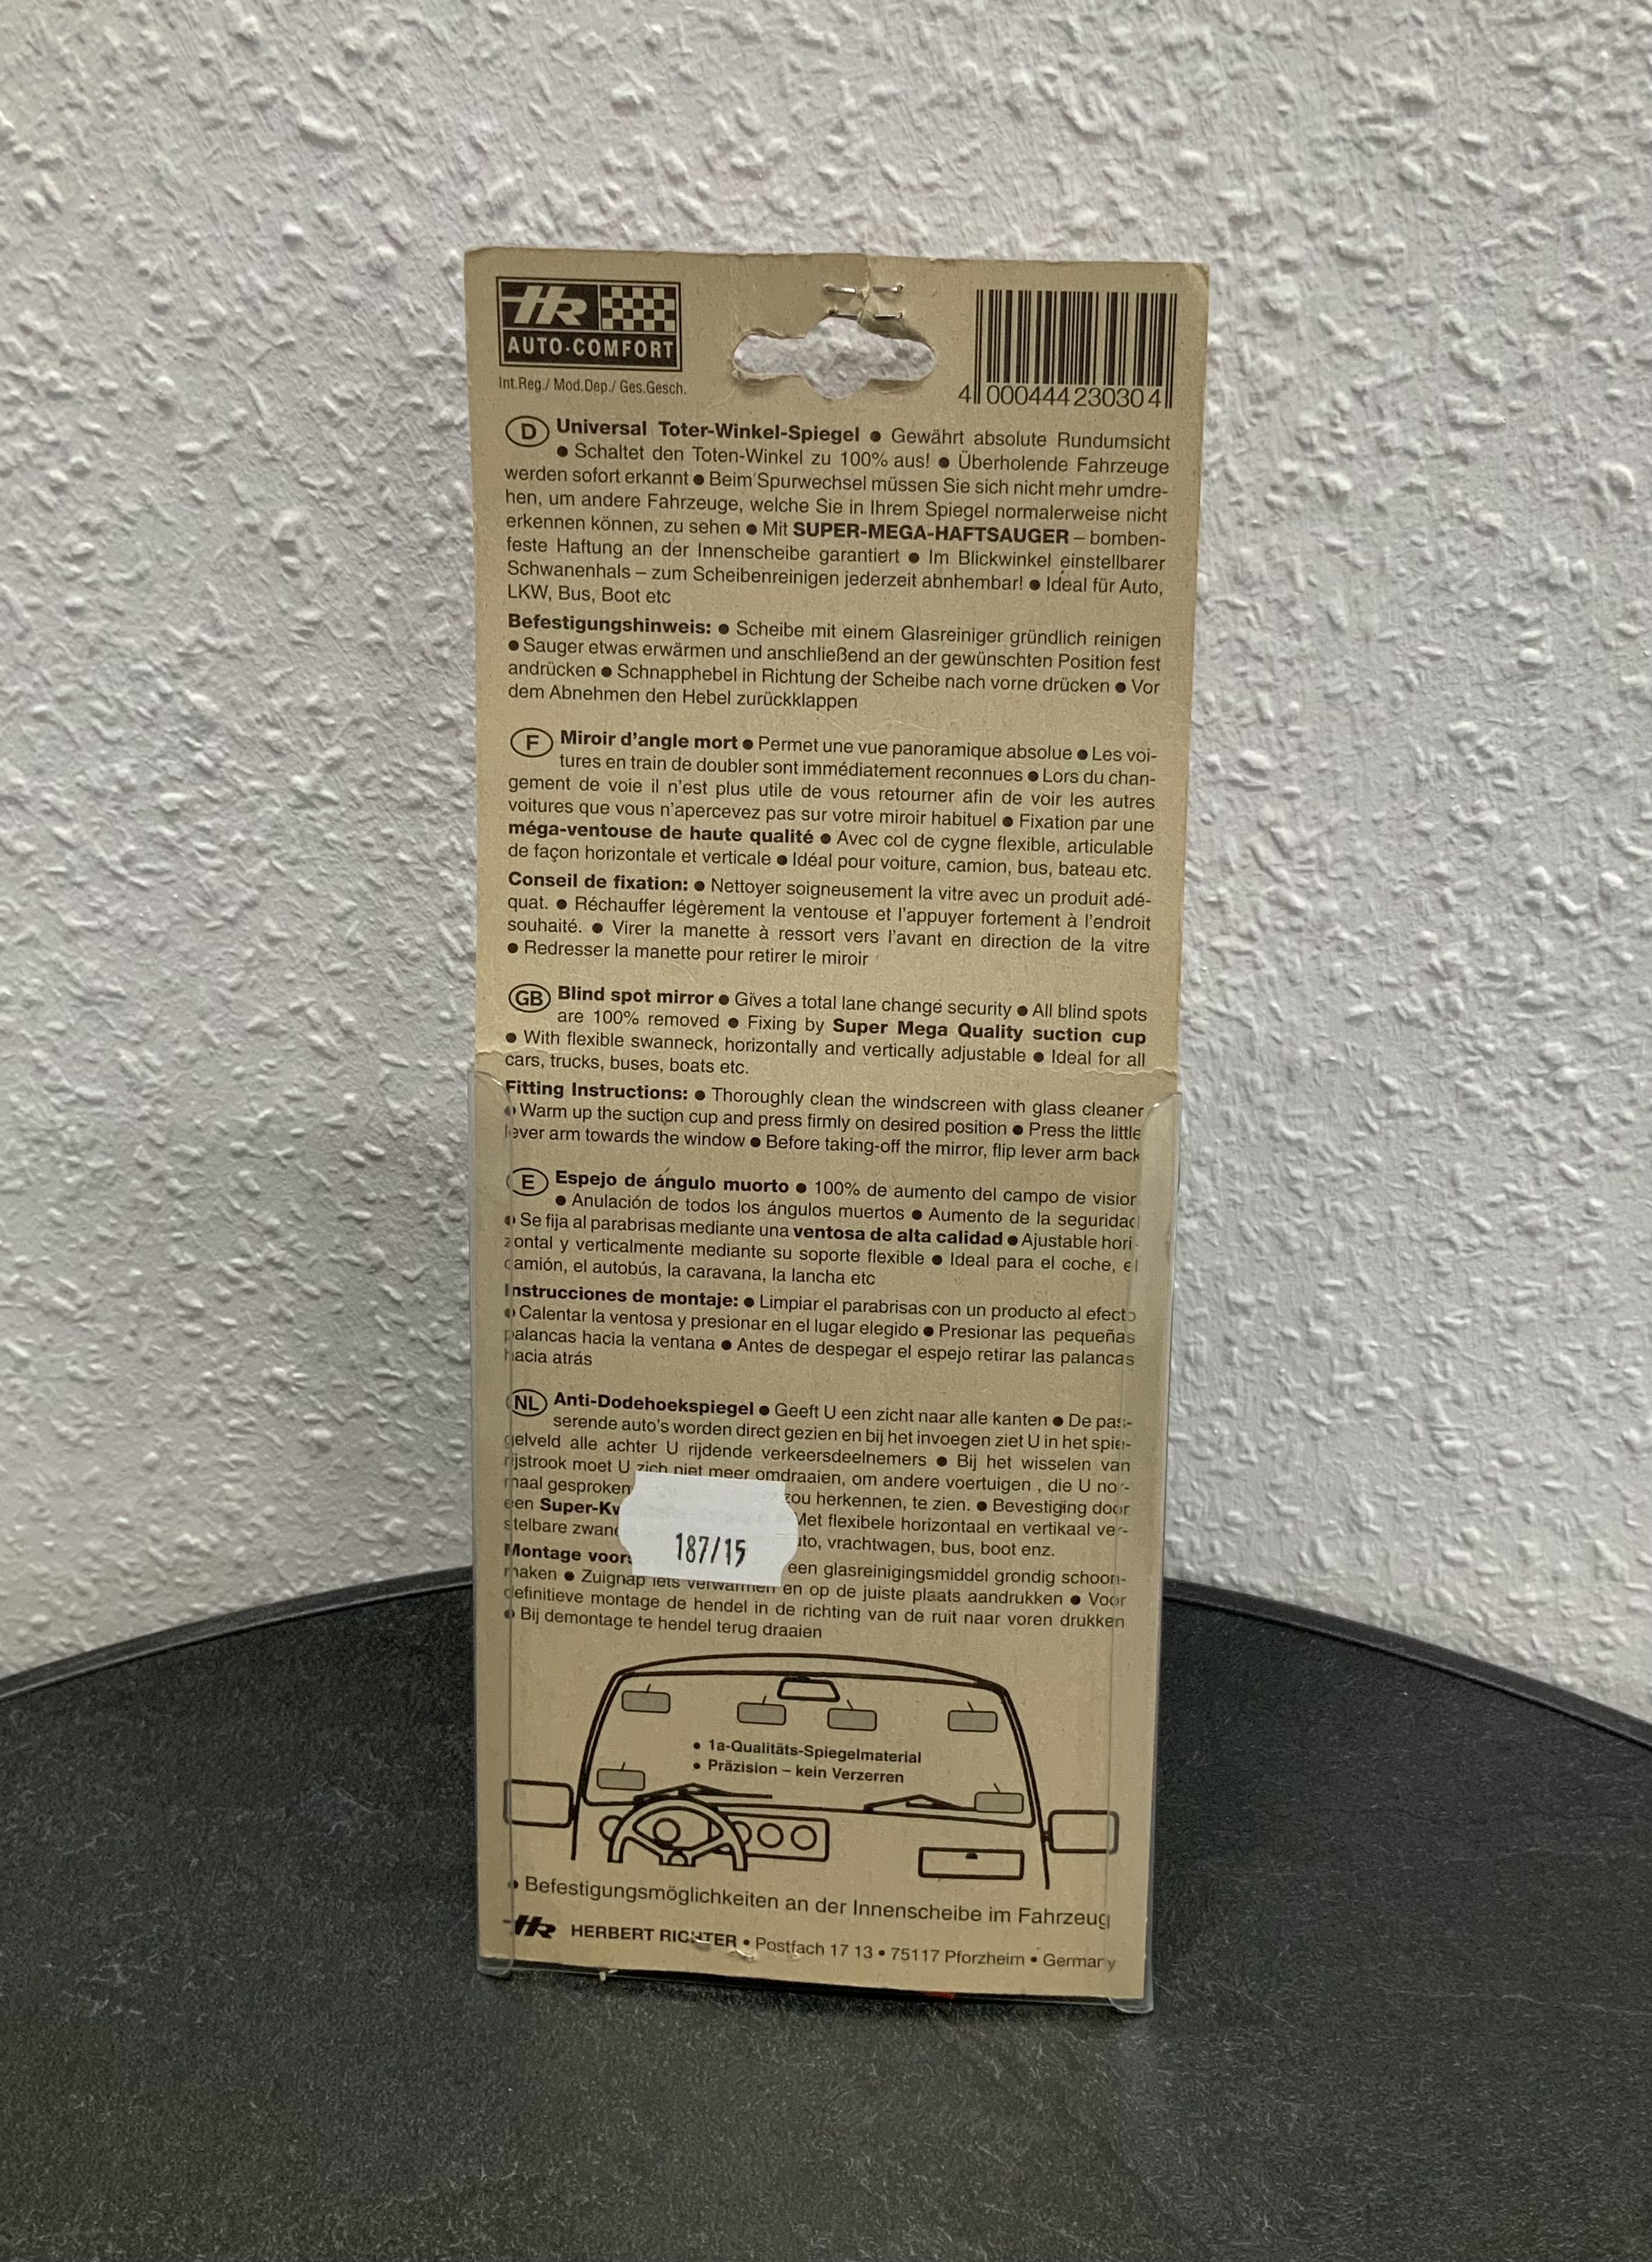 HR
AUTO-COMFORT
Int.Reg./ Mod.Dep./ Ges.Gesch.
4 000444 230304
D Universal Toter-Winkel-Spiegel ● Gewährt absolute Rundumsicht
● Schaltet den Toten-Winkel zu 100% aus! ● Überholende Fahrzeuge
werden sofort erkannt ● Beim Spurwechsel müssen Sie sich nicht mehr umdre-
hen, um andere Fahrzeuge, welche Sie in Ihrem Spiegel normalerweise nicht
erkennen können, zu sehen ● Mit SUPER-MEGA-HAFTSAUGER – bomben-
feste Haftung an der Innenscheibe garantiert ● Im Blickwinkel einstellbarer
Schwanenhals – zum Scheibenreinigen jederzeit abnhembar! ● Ideal für Auto,
LKW, Bus, Boot etc
Befestigungshinweis: ● Scheibe mit einem Glasreiniger gründlich reinigen
● Sauger etwas erwärmen und anschließend an der gewünschten Position fest
andrücken ● Schnapphebel in Richtung der Scheibe nach vorne drücken ● Vor
dem Abnehmen den Hebel zurückklappen
F Miroir d'angle mort ● Permet une vue panoramique absolue ● Les voi-
tures en train de doubler sont immédiatement reconnues ● Lors du chan-
gement de voie il n'est plus utile de vous retourner afin de voir les autres
voitures que vous n'apercevez pas sur votre miroir habituel ● Fixation par une
méga-ventouse de haute qualité ● Avec col de cygne flexible, articulable
de façon horizontale et verticale ● Idéal pour voiture, camion, bus, bateau etc.
Conseil de fixation: ● Nettoyer soigneusement la vitre avec un produit adé-
quat. ● Réchauffer légèrement la ventouse et l'appuyer fortement à l'endroit
souhaité. ● Virer la manette à ressort vers l'avant en direction de la vitre
● Redresser la manette pour retirer le miroir
GB Blind spot mirror ● Gives a total lane change security ● All blind spots
are 100% removed ● Fixing by Super Mega Quality suction cup
● With flexible swanneck, horizontally and vertically adjustable ● Ideal for all
cars, trucks, buses, boats etc.
Fitting Instructions: ● Thoroughly clean the windscreen with glass cleaner
● Warm up the suction cup and press firmly on desired position ● Press the little
lever arm towards the window ● Before taking-off the mirror, flip lever arm back
E Espejo de ángulo muorto ● 100% de aumento del campo de vision
● Anulación de todos los ángulos muertos ● Aumento de la seguridad
● Se fija al parabrisas mediante una ventosa de alta calidad ● Ajustable hori-
zontal y verticalmente mediante su soporte flexible ● Ideal para el coche, el
camión, el autobús, la caravana, la lancha etc
Instrucciones de montaje: ● Limpiar el parabrisas con un producto al efecto
● Calentar la ventosa y presionar en el lugar elegido ● Presionar las pequeñas
palancas hacia la ventana ● Antes de despegar el espejo retirar las palancas
hacia atrás
NL Anti-Dodehoekspiegel ● Geeft U een zicht naar alle kanten ● De pas-
serende auto's worden direct gezien en bij het invoegen ziet U in het spie-
gelveld alle achter U rijdende verkeersdeelnemers ● Bij het wisselen van
rijstrook moet U zich niet meer omdraaien, om andere voertuigen , die U nor-
maal gesproken zou herkennen, te zien. ● Bevestiging door
een Met flexibele horizontaal en vertikaal ver-
stelbare vrachtwagen, bus, boot enz.
Montage een glasreinigingsmiddel grondig schoon-
maken ● Zuignap iets verwarmen en op de juiste plaats aandrukken ● Voor
definitieve montage de hendel in de richting van de ruit naar voren drukken
● Bij demontage te hendel terug draaien
187/15
● 1a-Qualitäts-Spiegelmaterial
● Präzision – kein Verzerren
● Befestigungsmöglichkeiten an der Innenscheibe im Fahrzeug
HR HERBERT RICHTER ● Postfach 17 13 ● 75117 Pforzheim ● Germany